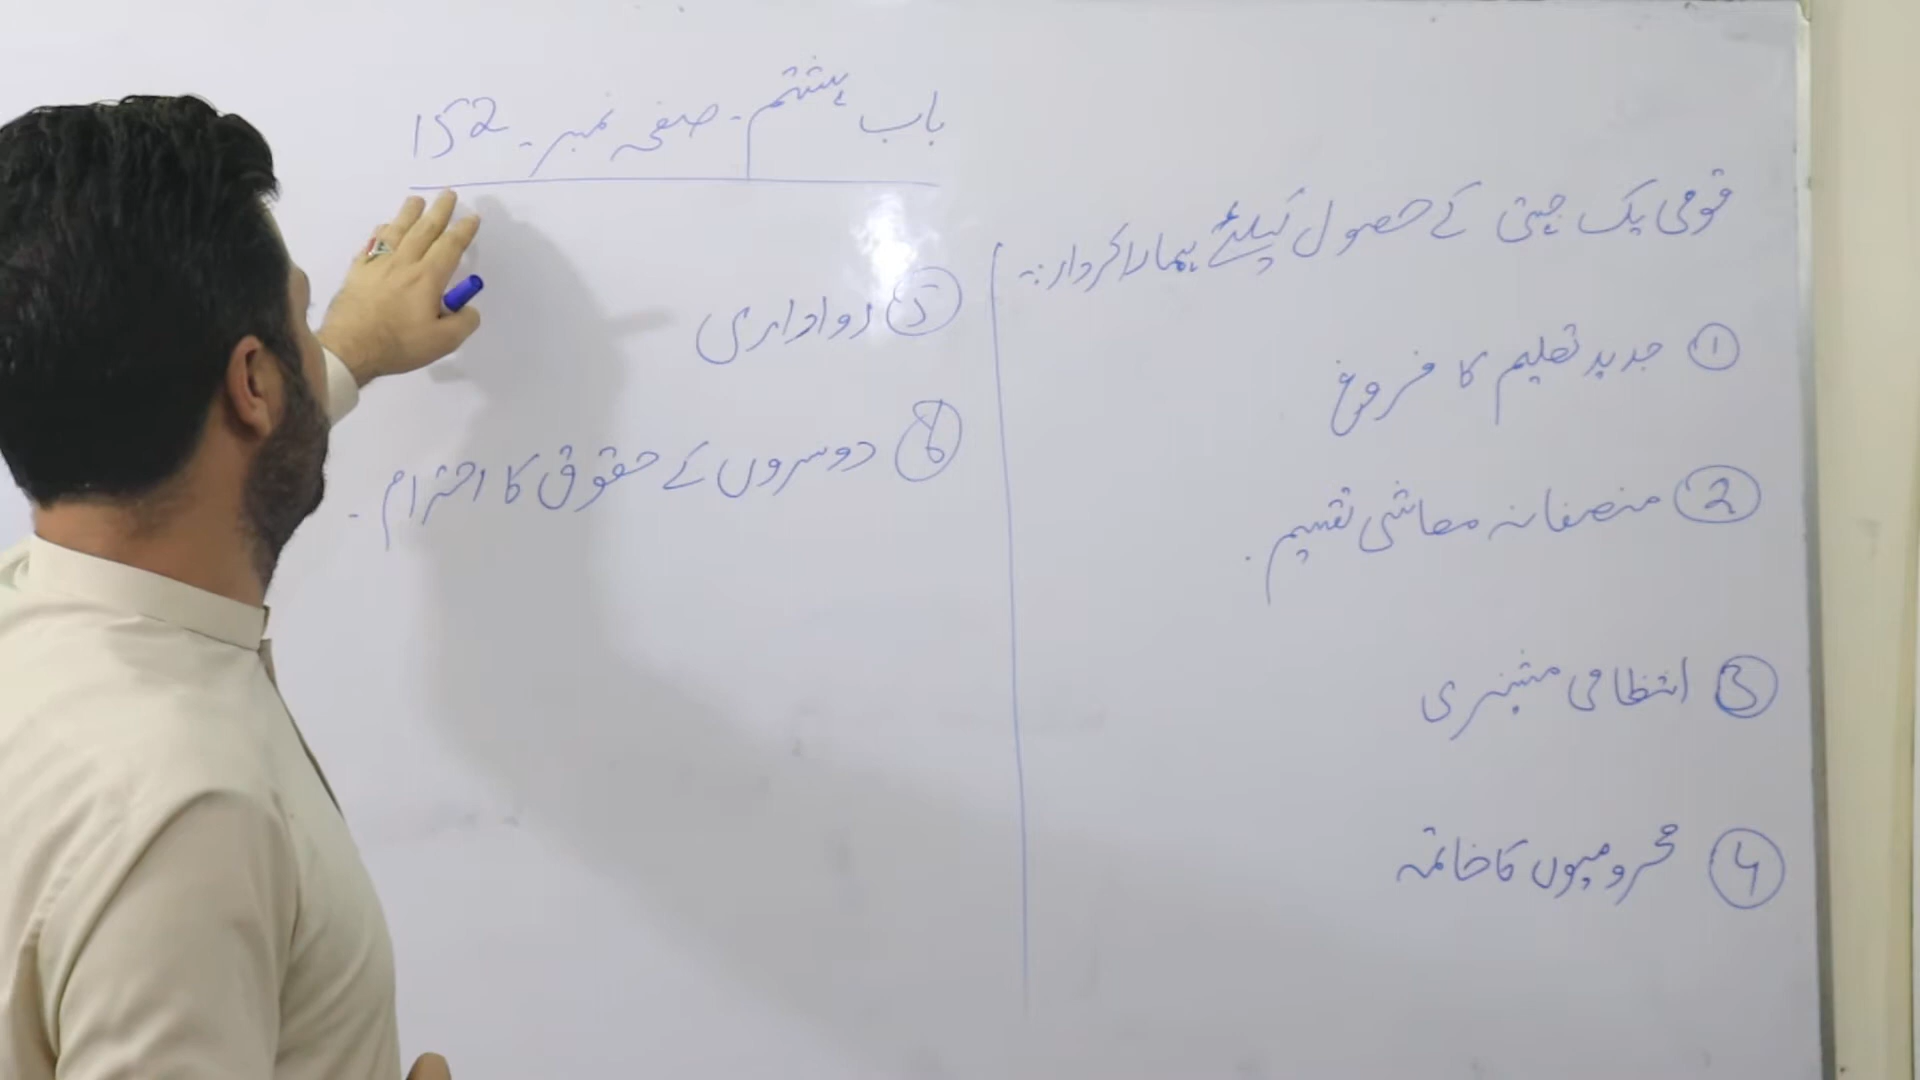 باب ہشتم - صفحہ نمبر - 152
قومی یک جہتی کے حصول کیلئے ہمارا کردار :-
① جدید تعلیم کا فروغ
② منصفانہ معاشی تقسیم .
③ انتظامی مشینری
④ محرومیوں کا خاتمہ
⑤ رواداری
⑥ دوسروں کے حقوق کا احترام -